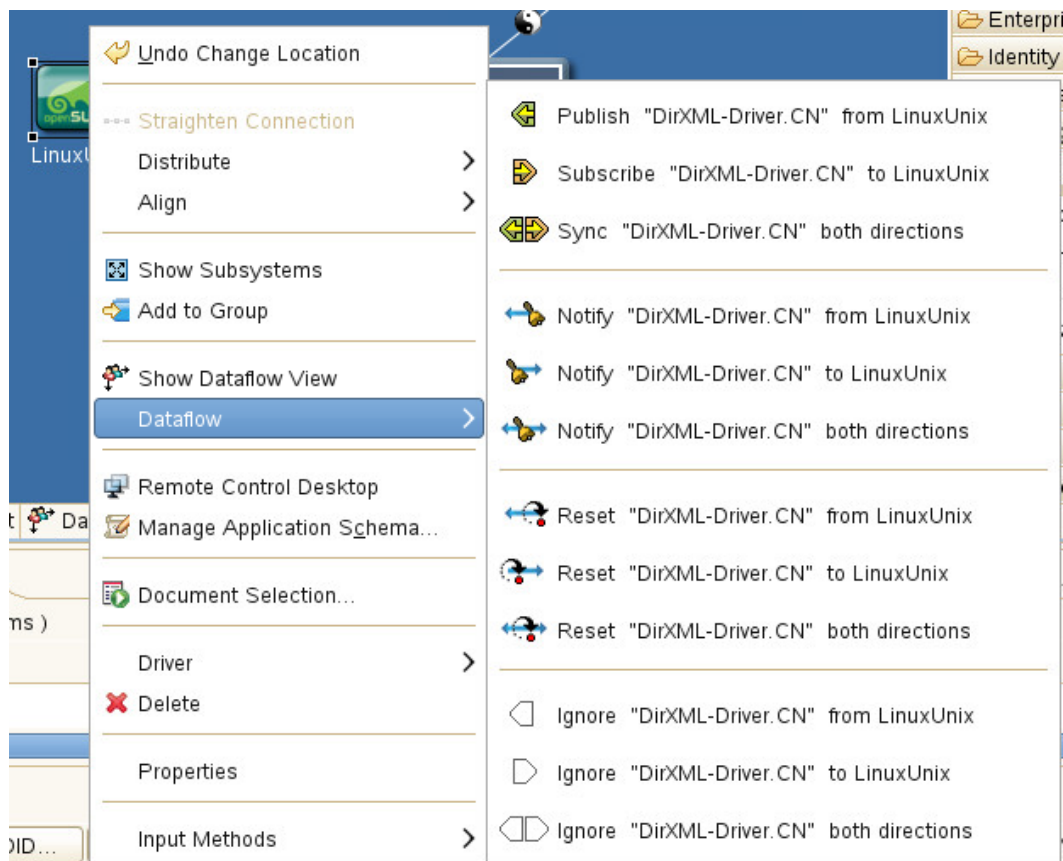 Undo Change Location
Straighten Connection
Distribute
Align
Show Subsystems
Add to Group
Show Dataflow View
Dataflow
Remote Control Desktop
Manage Application Schema...
Document Selection...
Driver
Delete
Properties
Input Methods
Publish "DirXML-Driver.CN" from LinuxUnix
Subscribe "DirXML-Driver.CN" to LinuxUnix
Sync "DirXML-Driver.CN" both directions
Notify "DirXML-Driver.CN" from LinuxUnix
Notify "DirXML-Driver.CN" to LinuxUnix
Notify "DirXML-Driver.CN" both directions
Reset "DirXML-Driver.CN" from LinuxUnix
Reset "DirXML-Driver.CN" to LinuxUnix
Reset "DirXML-Driver.CN" both directions
Ignore "DirXML-Driver.CN" from LinuxUnix
Ignore "DirXML-Driver.CN" to LinuxUnix
Ignore "DirXML-Driver.CN" both directions
Identity